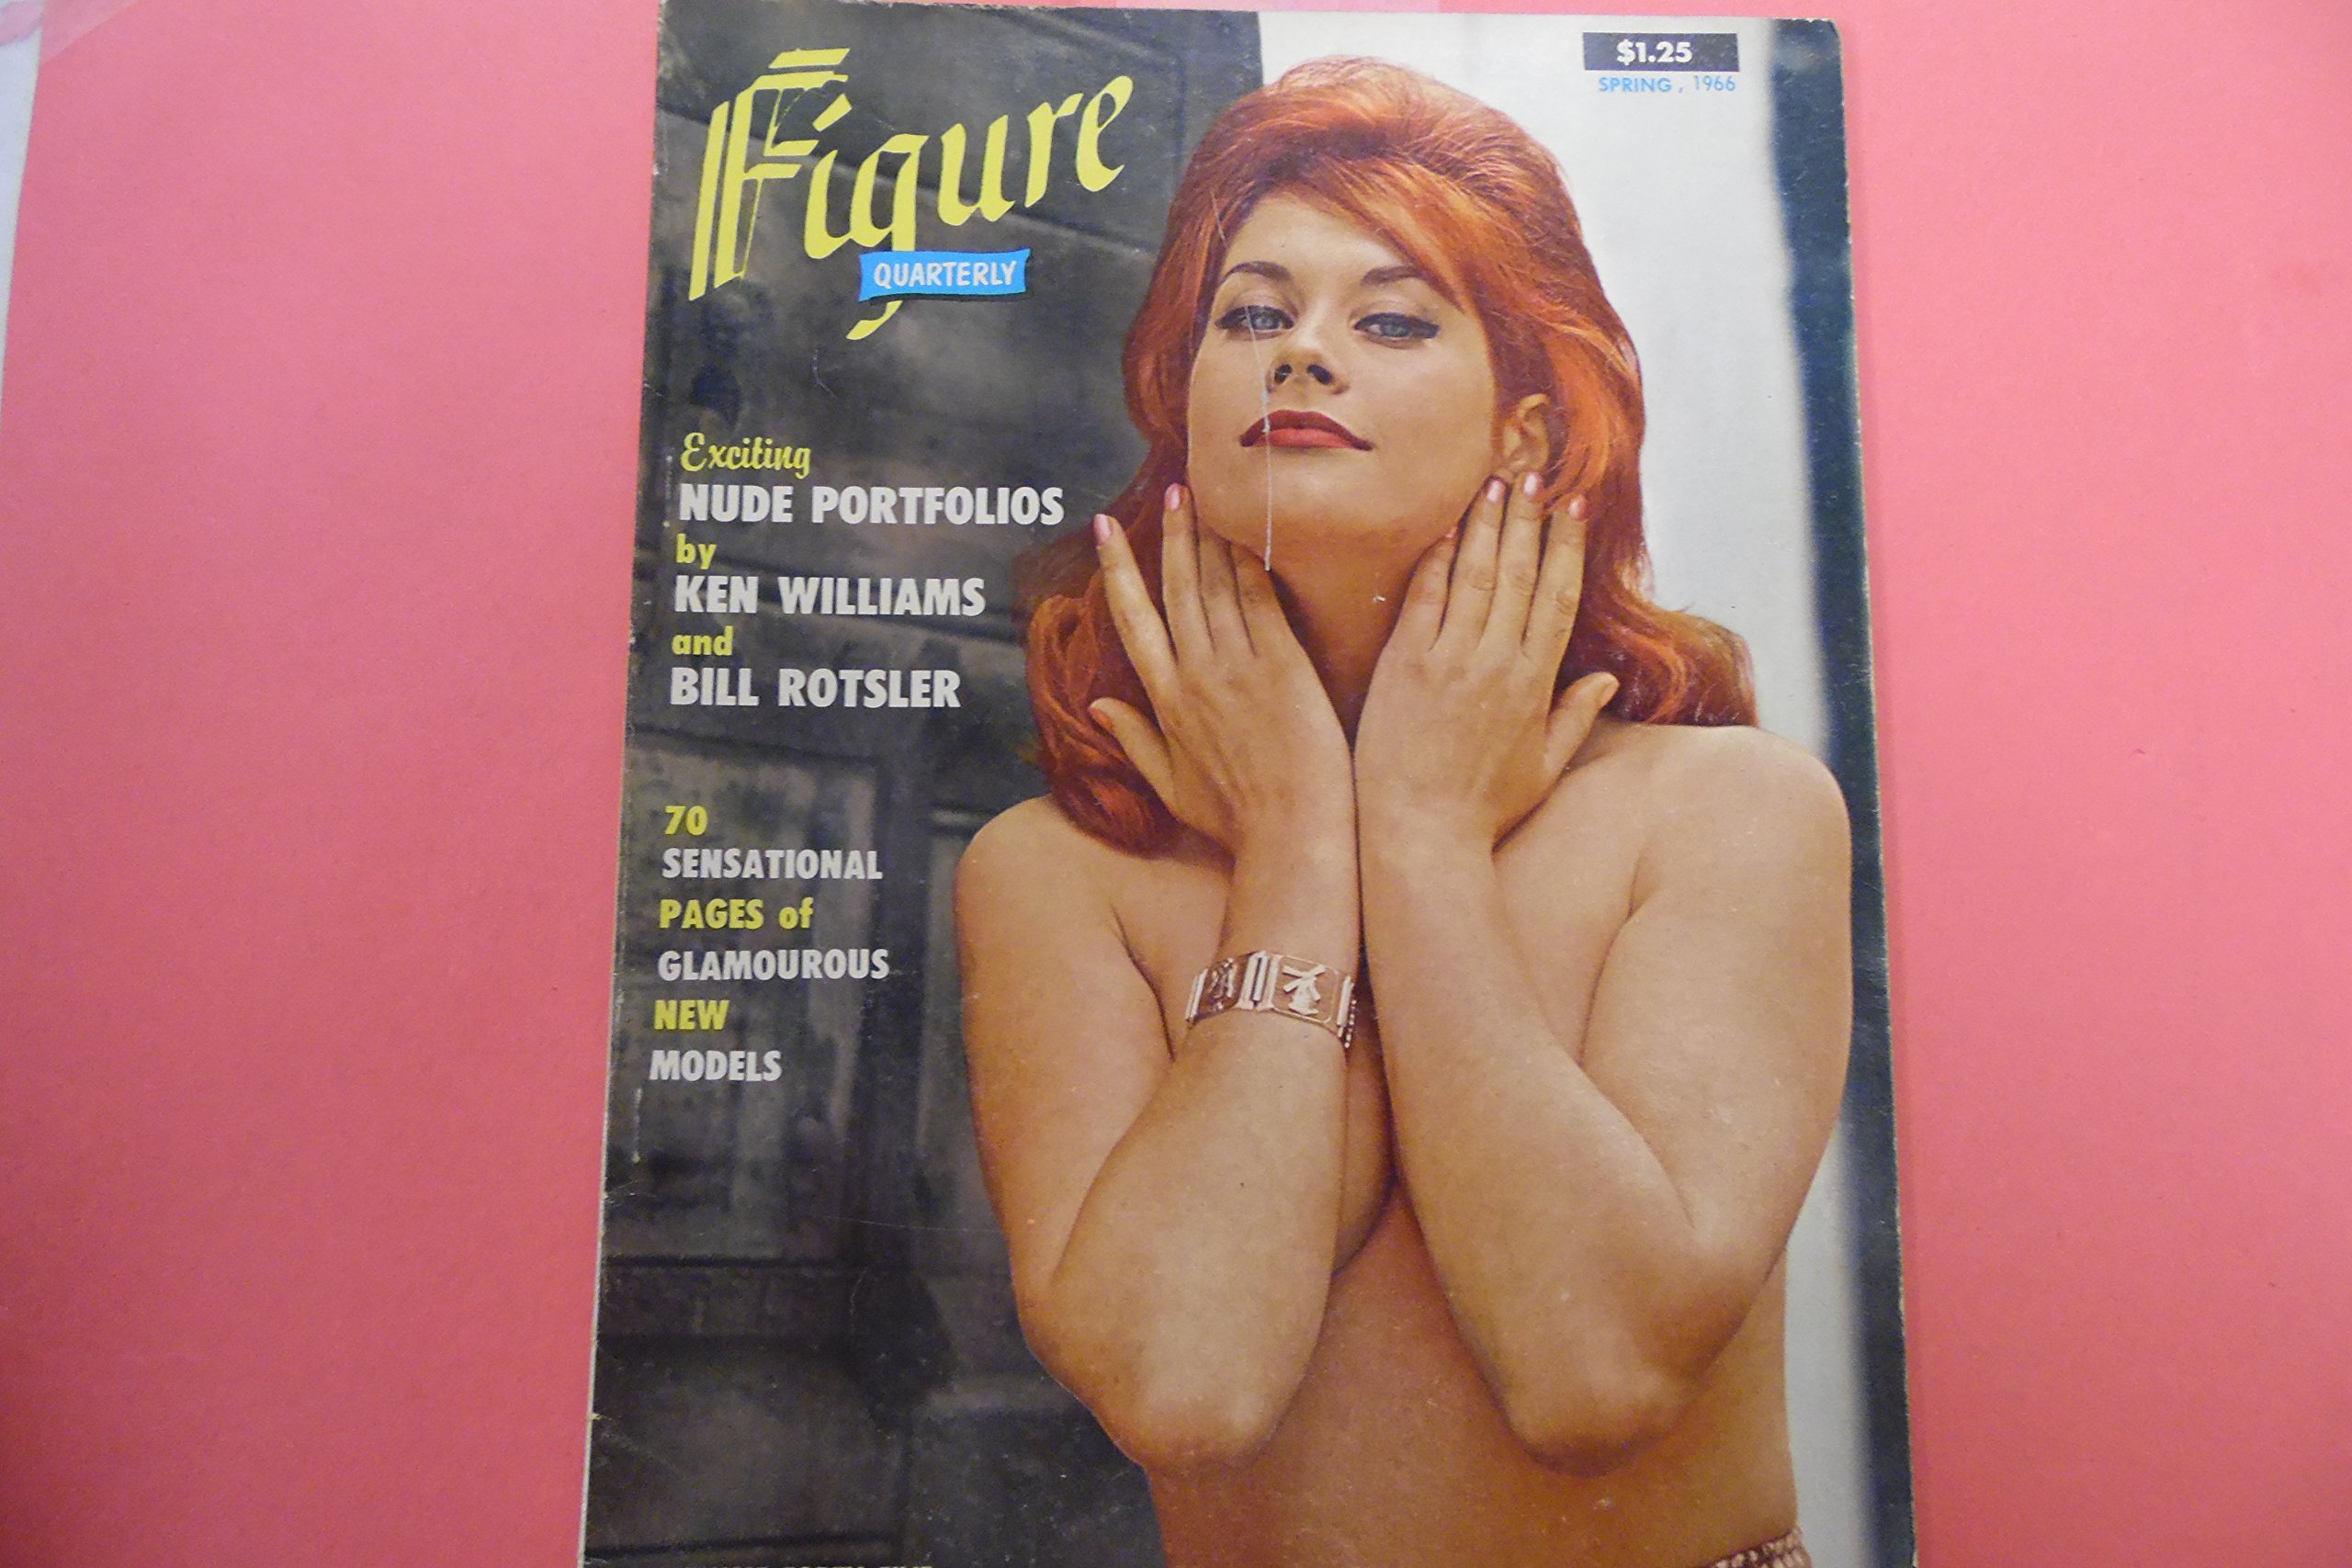 $1.25
SPRING, 1966
Figure
QUARTERLY
Exciting
NUDE PORTFOLIOS
by
KEN WILLIAMS
and
BILL ROTSLER
70
SENSATIONAL
PAGES of
GLAMOUROUS
NEW
MODELS